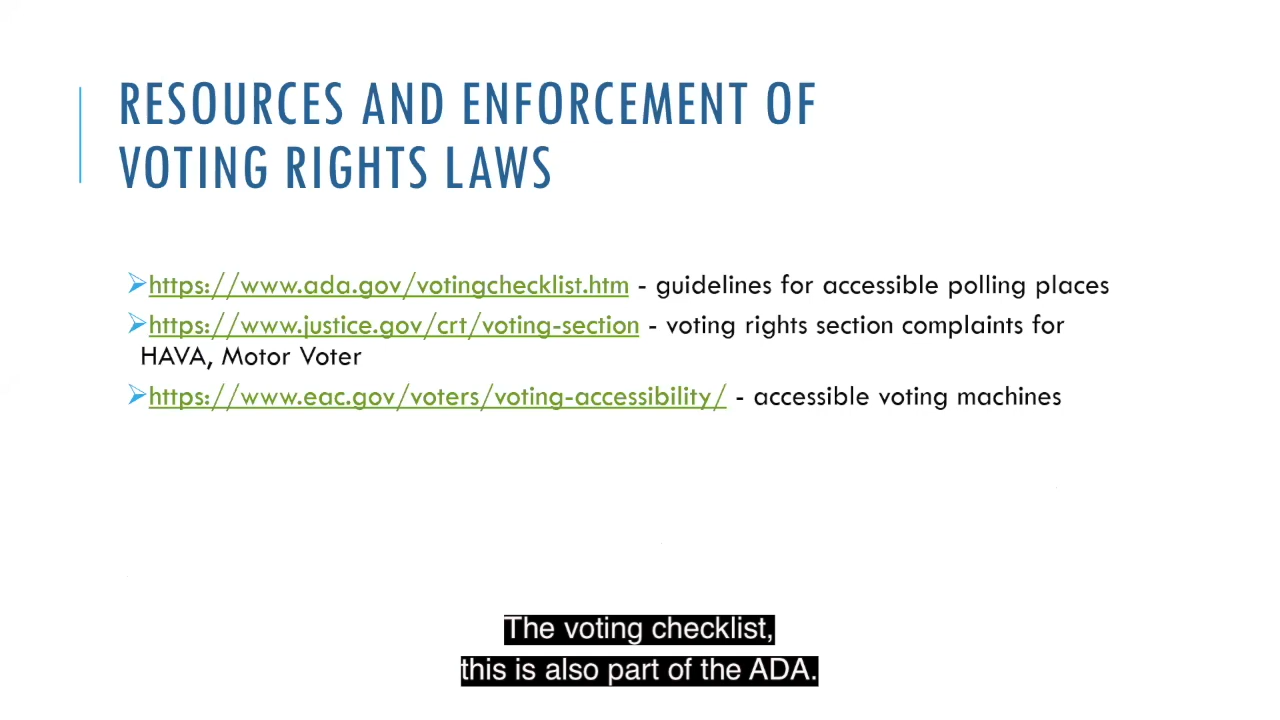 RESOURCES AND ENFORCEMENT OF
VOTING RIGHTS LAWS
➢https://www.ada.gov/votingchecklist.htm - guidelines for accessible polling places
➢https://www.justice.gov/crt/voting-section - voting rights section complaints for
HAVA, Motor Voter
➢https://www.eac.gov/voters/voting-accessibility/ - accessible voting machines
The voting checklist,
this is also part of the ADA.